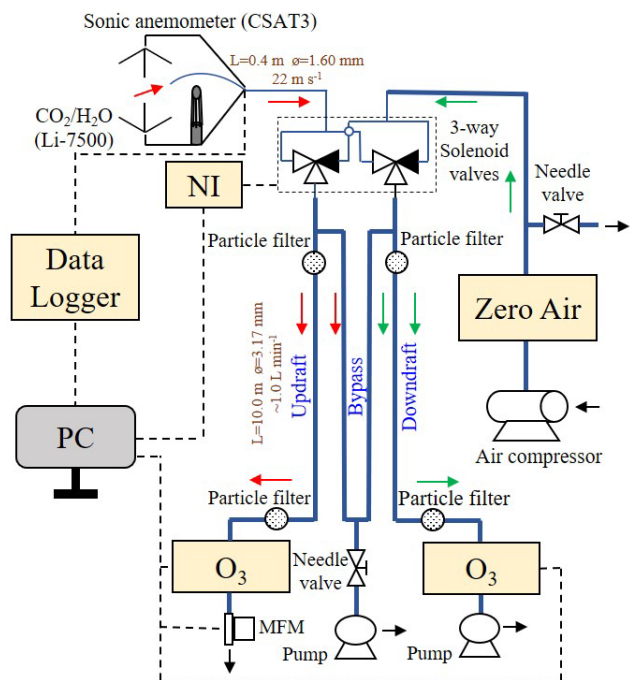 Sonic anemometer (CSAT3)
L=0.4 m ø=1.60 mm
22 m s⁻¹
CO₂/H₂O
(Li-7500)
3-way
Solenoid
valves
NI
Needle
valve
Particle filter
Particle filter
Data
Logger
Zero Air
L=10.0 m ø=3.17 mm
~1.0 L min⁻¹
Updraft
Bypass
Downdraft
PC
Air compressor
Particle filter
Particle filter
O₃
Needle
valve
O₃
MFM
Pump
Pump